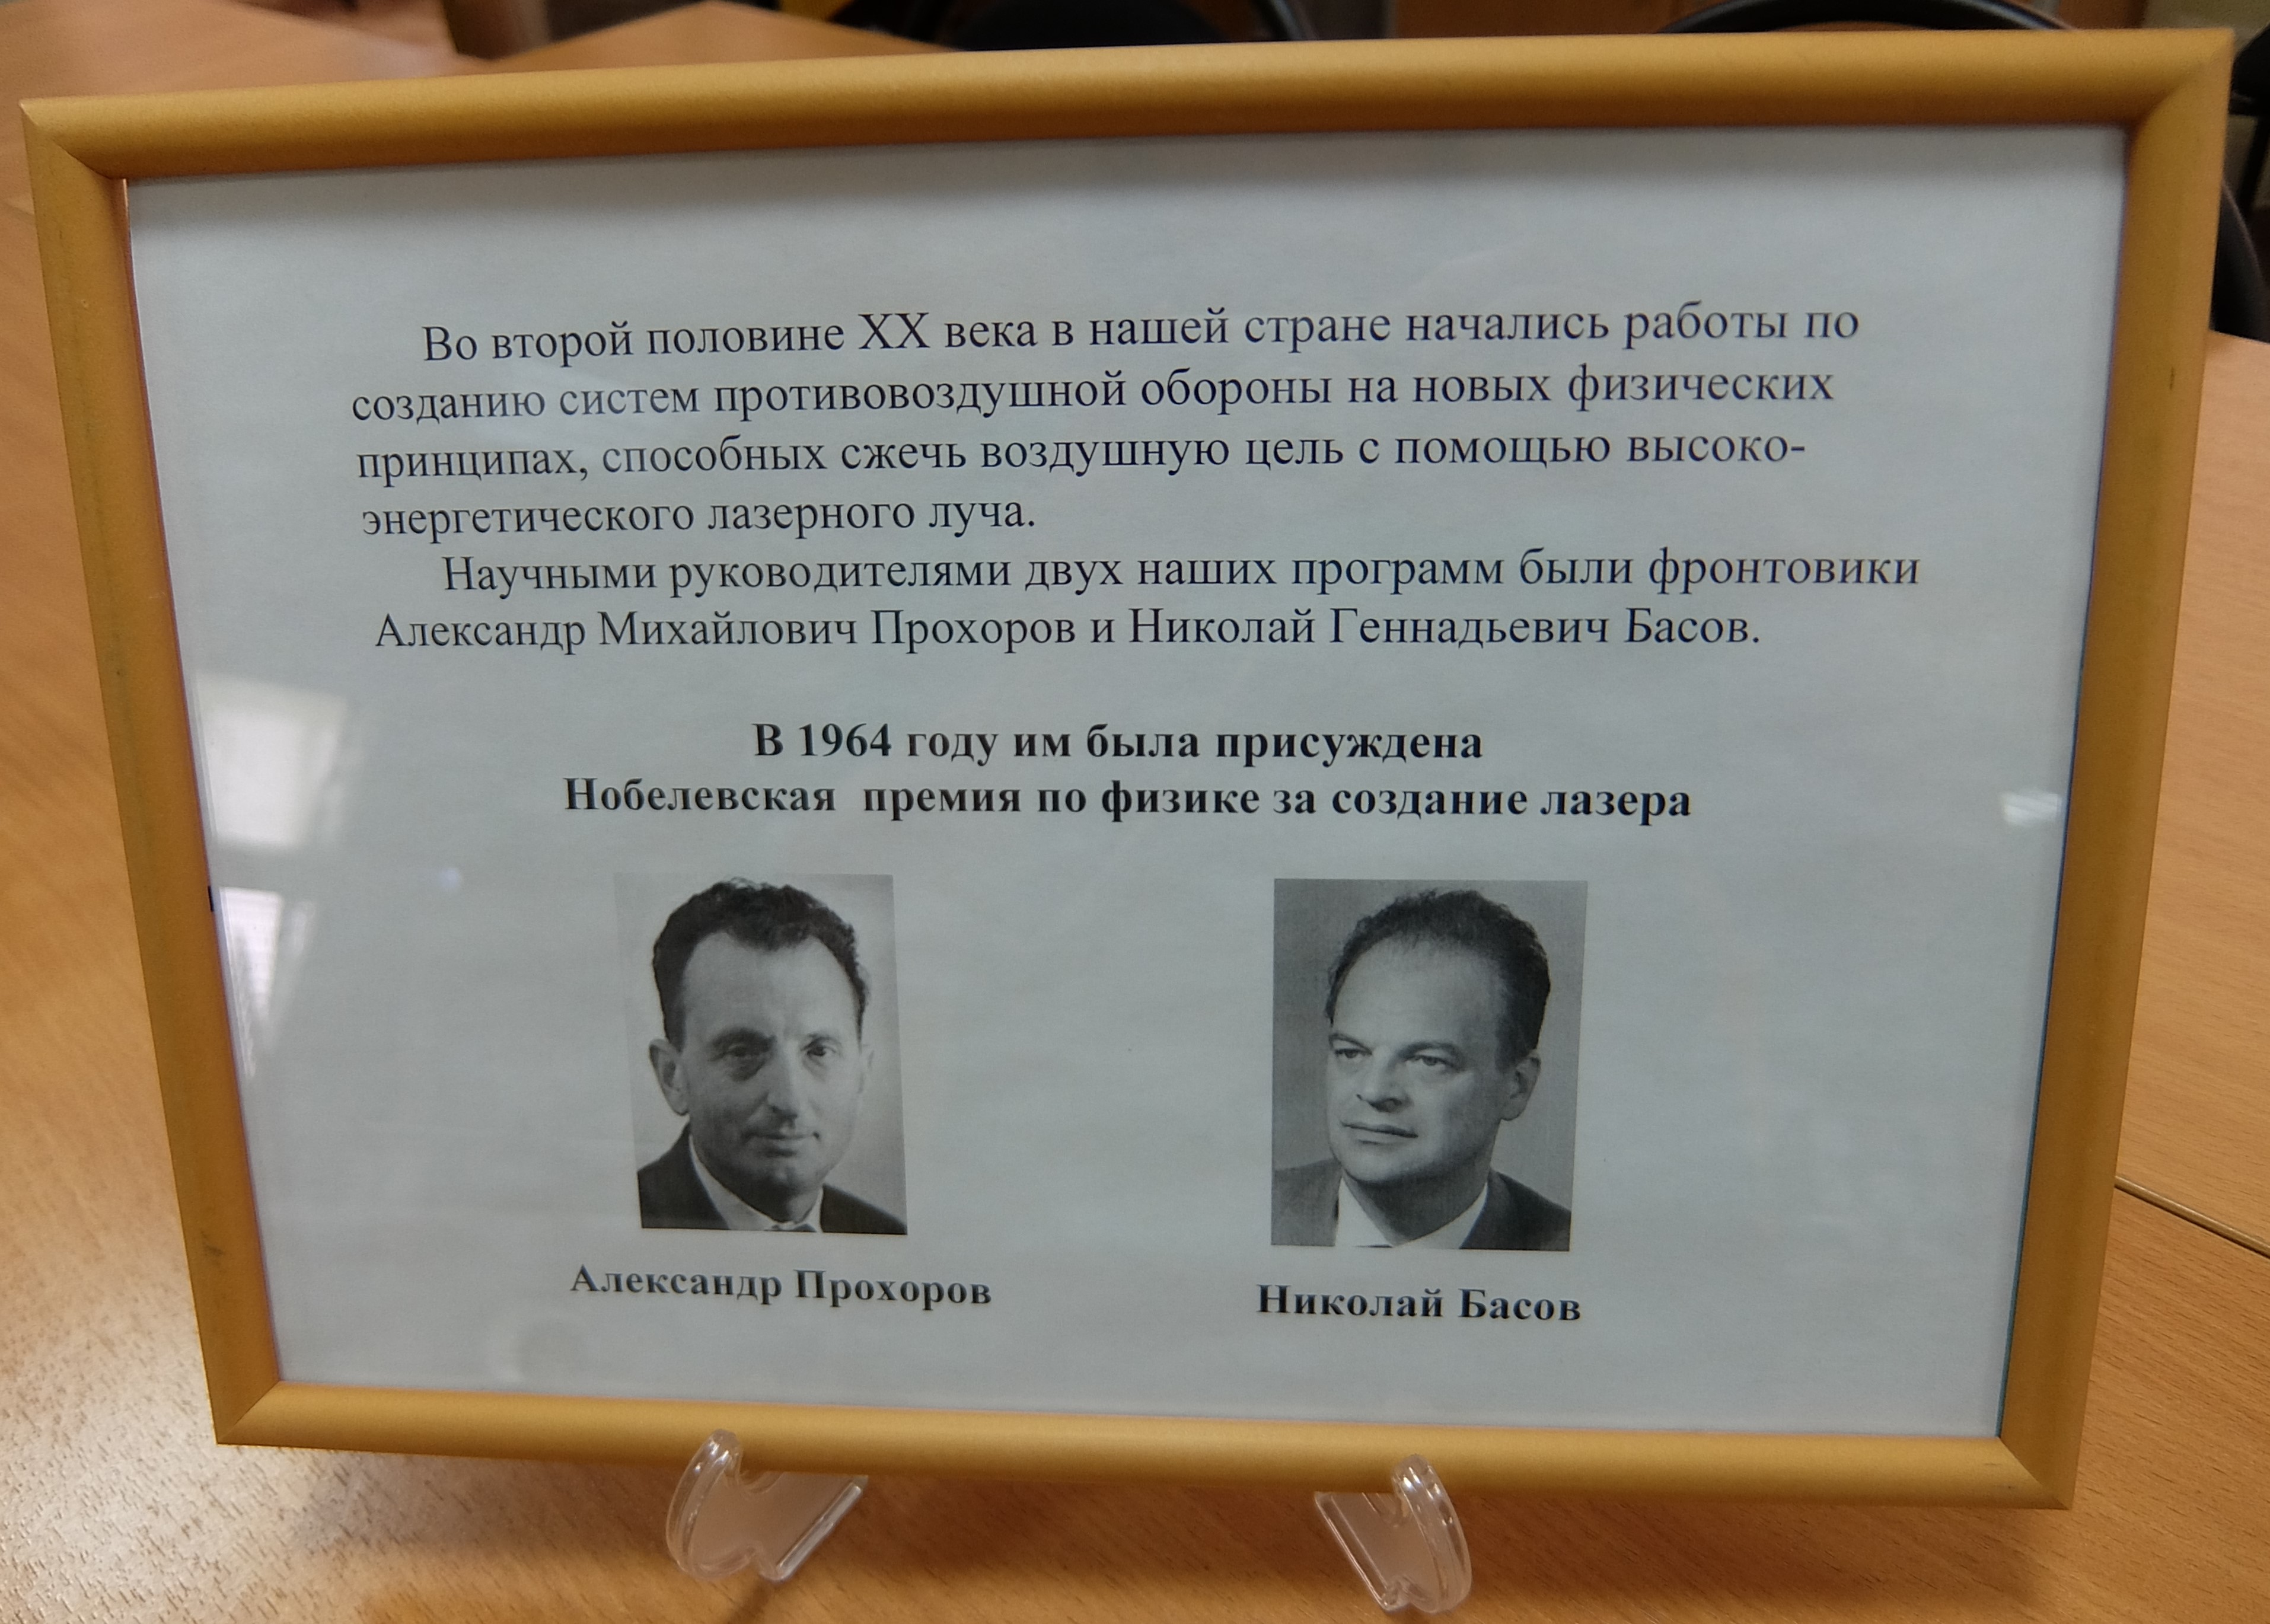 Во второй половине XX века в нашей стране начались работы по
созданию систем противовоздушной обороны на новых физических
принципах, способных сжечь воздушную цель с помощью высоко-
энергетического лазерного луча.
Научными руководителями двух наших программ были фронтовики
Александр Михайлович Прохоров и Николай Геннадьевич Басов.
В 1964 году им была присуждена
Нобелевская премия по физике за создание лазера
Александр Прохоров
Николай Басов